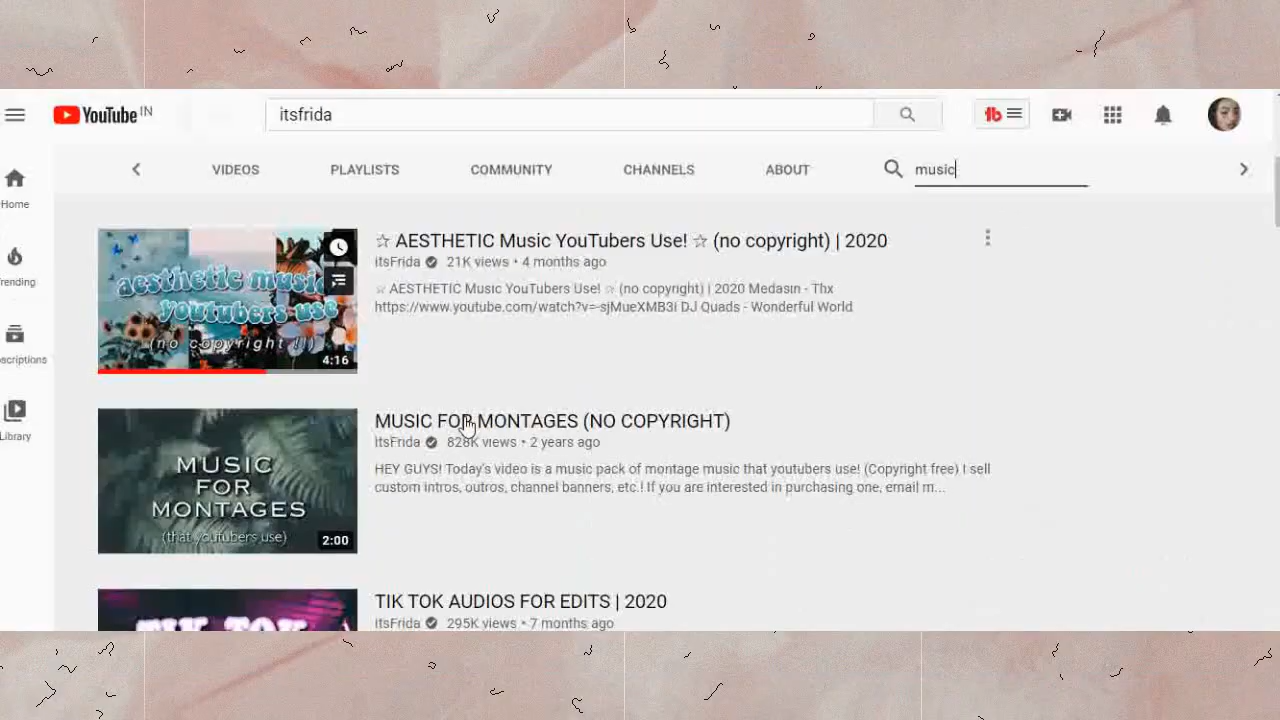 YouTube IN
itsfrida
VIDEOS PLAYLISTS COMMUNITY CHANNELS ABOUT music
Home
rending
scriptions
Library
aesthetic music
youtubers use
(no copyright !!)
4:16
☆ AESTHETIC Music YouTubers Use! ☆ (no copyright) | 2020
itsFrida 21K views • 4 months ago
☆ AESTHETIC Music YouTubers Use! ☆ (no copyright) | 2020 Medasin - Thx
https://www.youtube.com/watch?v=-sjMueXMB3i DJ Quads - Wonderful World
MUSIC
FOR
MONTAGES
(that youtubers use)
2:00
MUSIC FOR MONTAGES (NO COPYRIGHT)
itsFrida 828K views • 2 years ago
HEY GUYS! Today's video is a music pack of montage music that youtubers use! (Copyright free) I sell
custom intros, outros, channel banners, etc.! If you are interested in purchasing one, email m...
TIK TOK
TIK TOK AUDIOS FOR EDITS | 2020
itsFrida 295K views • 7 months ago